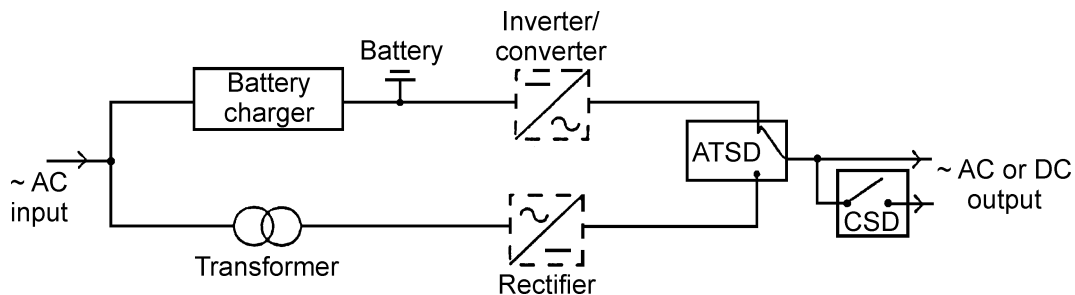 Inverter/
converter
Battery
Battery
charger
ATSD
~ AC
input
~ AC or DC
output
CSD
Transformer
Rectifier